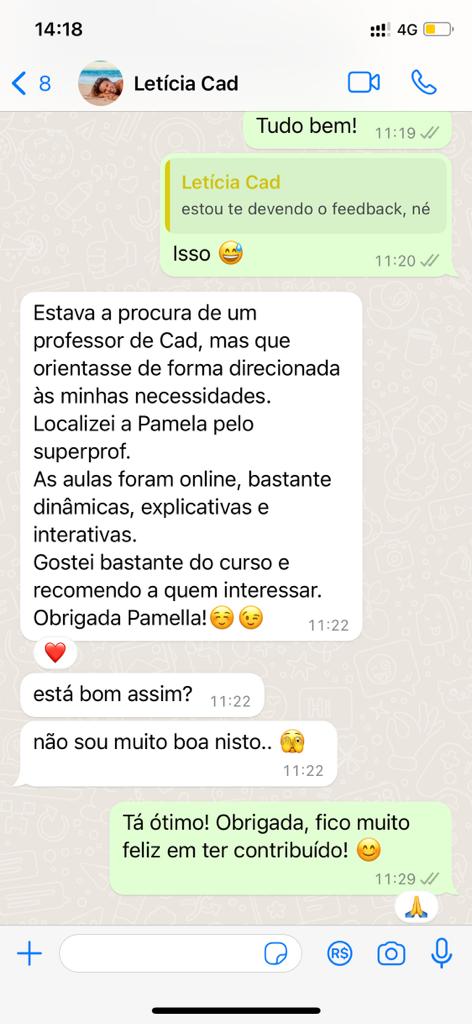 14:18
4G
8
Letícia Cad
Tudo bem!
11:19
Letícia Cad
estou te devendo o feedback, né
Isso 😅
11:20
Estava a procura de um
professor de Cad, mas que
orientasse de forma direcionada
às minhas necessidades.
Localizei a Pamela pelo
superprof.
As aulas foram online, bastante
dinâmicas, explicativas e
interativas.
Gostei bastante do curso e
recomendo a quem interessar.
Obrigada Pamella!☺️ 😉
11:22
❤️
está bom assim?
11:22
não sou muito boa nisto.. 🫣
11:22
Tá ótimo! Obrigada, fico muito
feliz em ter contribuído! 😊
11:29
🙏
R$